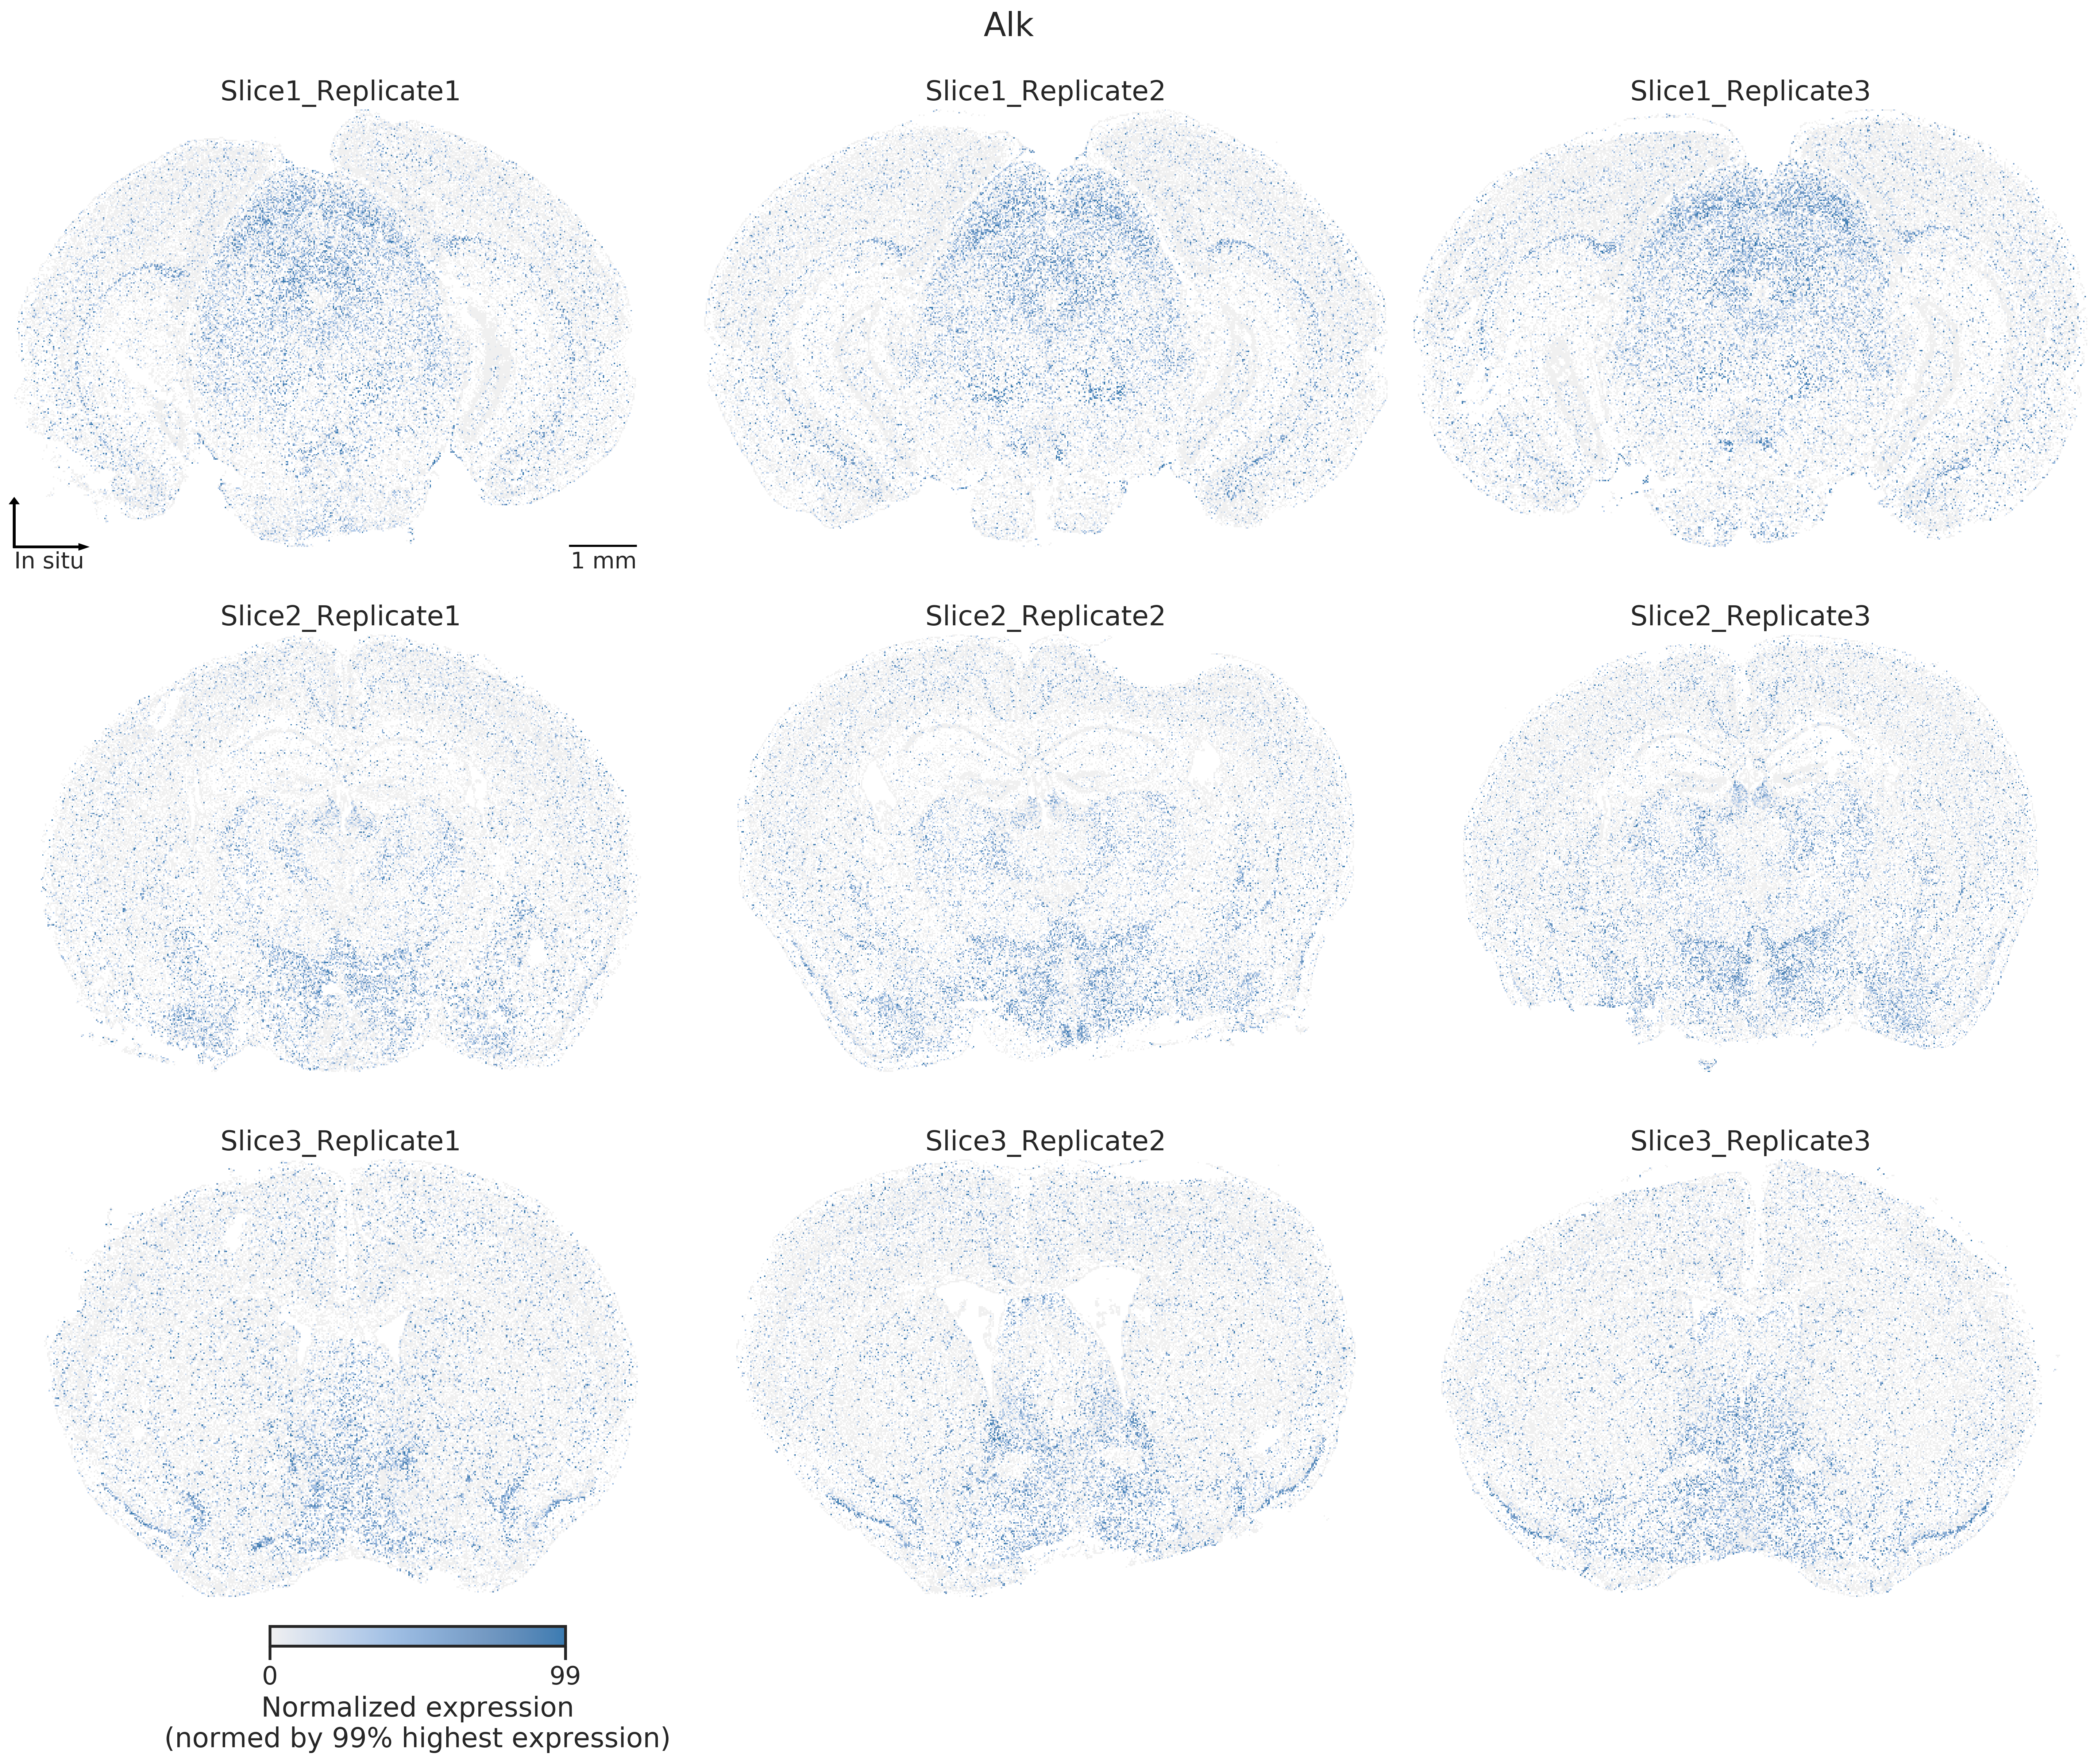 Alk
Slice1_Replicate1
Slice1_Replicate2
Slice1_Replicate3
In situ
1 mm
Slice2_Replicate1
Slice2_Replicate2
Slice2_Replicate3
Slice3_Replicate1
Slice3_Replicate2
Slice3_Replicate3
0
99
Normalized expression
(normed by 99% highest expression)